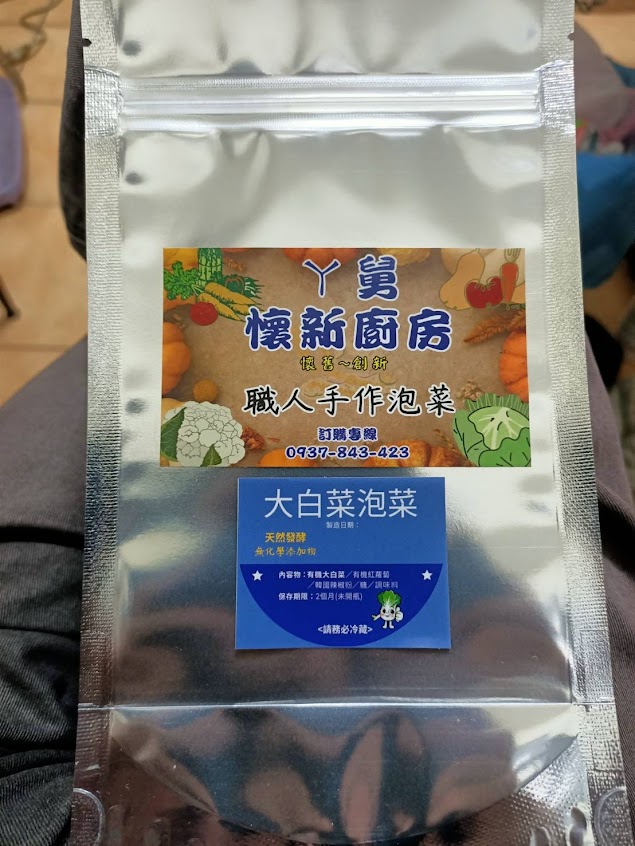 ㄚ舅
懷新廚房
懷舊~創新
職人手作泡菜
訂購專線
0937-843-423
大白菜泡菜
製造日期：
天然發酵
無化學添加物
內容物：有機大白菜／有機紅蘿蔔
／韓國辣椒粉／糖／調味料
保存期限：2個月(未開瓶)
<請務必冷藏>